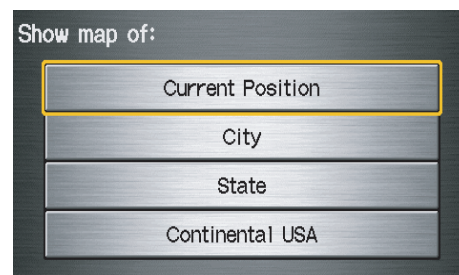 Show map of:
Current Position
City
State
Continental USA